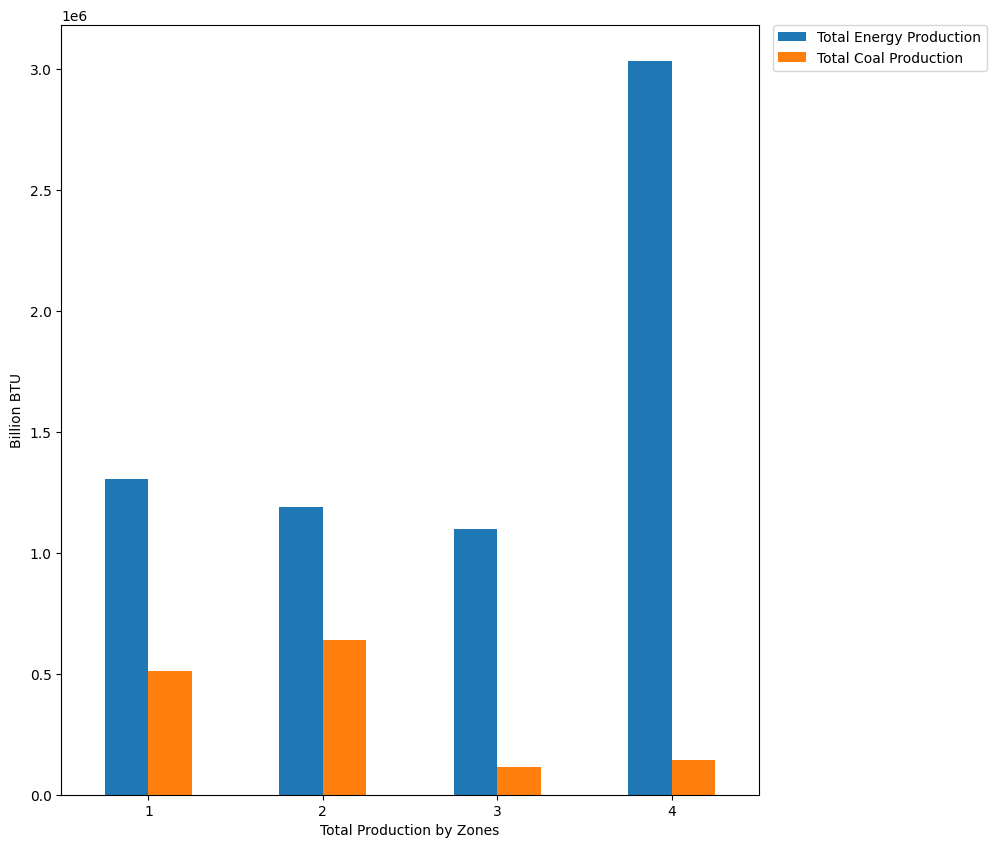 1e6
Total Energy Production
Total Coal Production
3.0
2.5
2.0
1.5
1.0
0.5
0.0
Billion BTU
1 2 3 4
Total Production by Zones